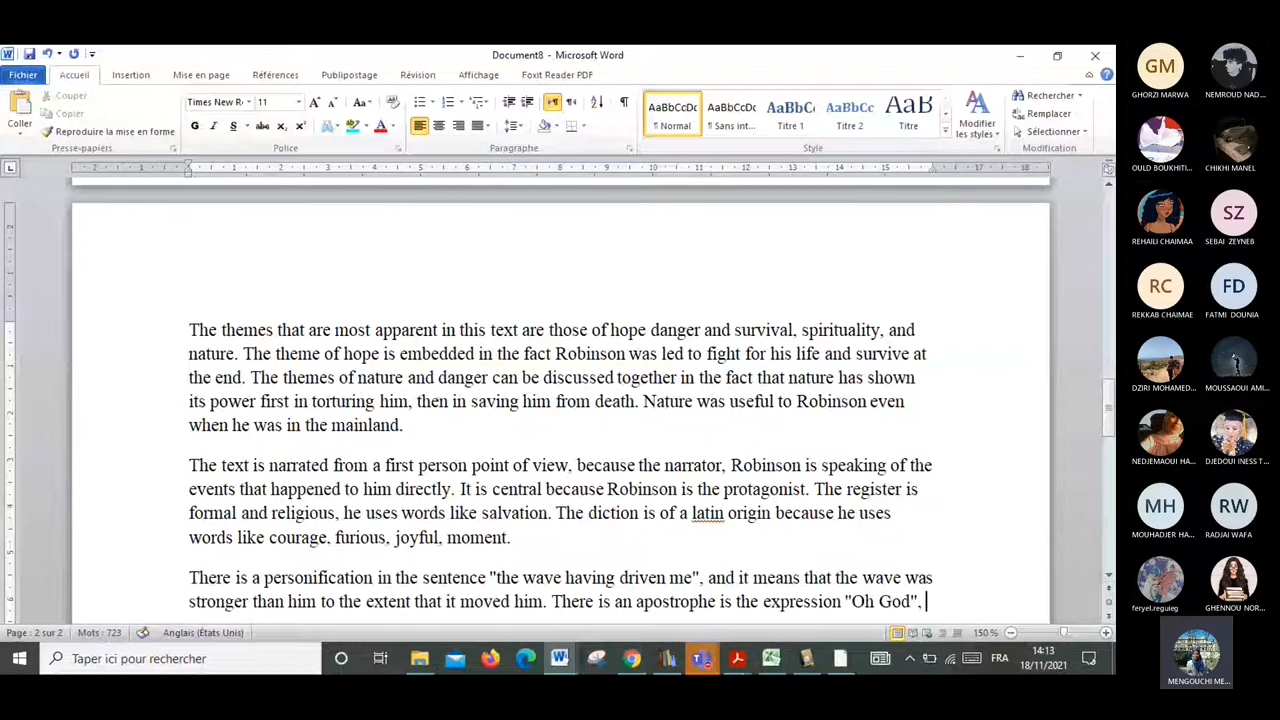 Document8 - Microsoft Word
Fichier Accueil Insertion Mise en page Références Publipostage Révision Affichage Foxit Reader PDF
Coller
Couper
Copier
Reproduire la mise en forme
Presse-papiers
Times New R 11
G I S abc
Police
Paragraphe
AaBbCcDc
¶ Normal
AaBbCcDc
¶ Sans int...
AaBbC
Titre 1
AaBbCc
Titre 2
AaB
Titre
Modifier
les styles
Style
Rechercher
Remplacer
Sélectionner
Modification
The themes that are most apparent in this text are those of hope danger and survival, spirituality, and
nature. The theme of hope is embedded in the fact Robinson was led to fight for his life and survive at
the end. The themes of nature and danger can be discussed together in the fact that nature has shown
its power first in torturing him, then in saving him from death. Nature was useful to Robinson even
when he was in the mainland.
The text is narrated from a first person point of view, because the narrator, Robinson is speaking of the
events that happened to him directly. It is central because Robinson is the protagonist. The register is
formal and religious, he uses words like salvation. The diction is of a latin origin because he uses
words like courage, furious, joyful, moment.
There is a personification in the sentence "the wave having driven me", and it means that the wave was
stronger than him to the extent that it moved him. There is an apostrophe is the expression "Oh God",
Page : 2 sur 2 Mots : 723 Anglais (États Unis) 150 %
Taper ici pour rechercher
FRA
14:13
18/11/2021
GM
GHORZI MARWA
NEMROUD NAD...
OULD BOUKHITI...
CHIKHI MANEL
REHAILI CHAIMAA
SZ
SEBAI ZEYNEB
RC
REKKAB CHAIMAE
FD
FATMI DOUNIA
DZIRI MOHAMED...
MOUSSAOUI AMI...
NEDJEMAOUI HA...
DJEDOUI INESS T...
MH
MOUHADJER HA...
RW
RADJAI WAFA
feryel.reguieg
GHENNOU NOR...
MENGOUCHI ME...